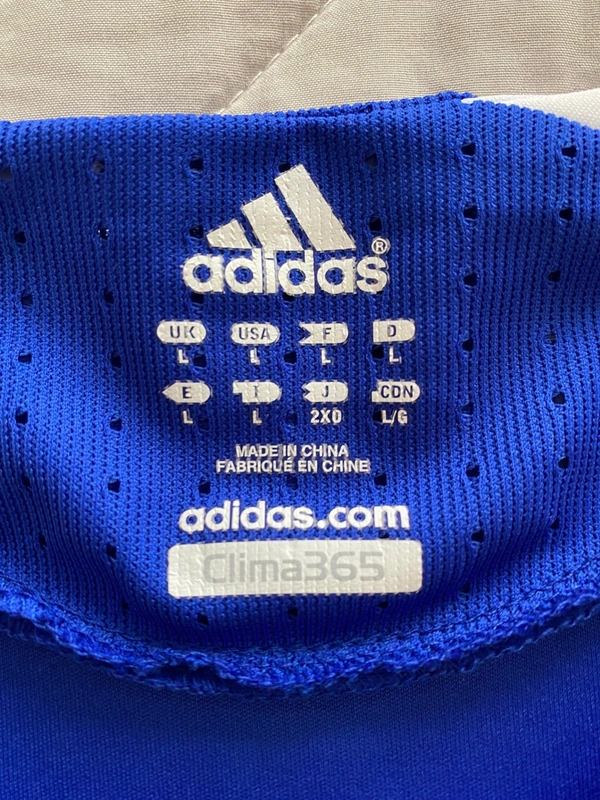 adidas®
UK USA F D
L L L L
E I J CDN
L L 2XO L/G
MADE IN CHINA
FABRIQUÉ EN CHINE
adidas.com
Clima365